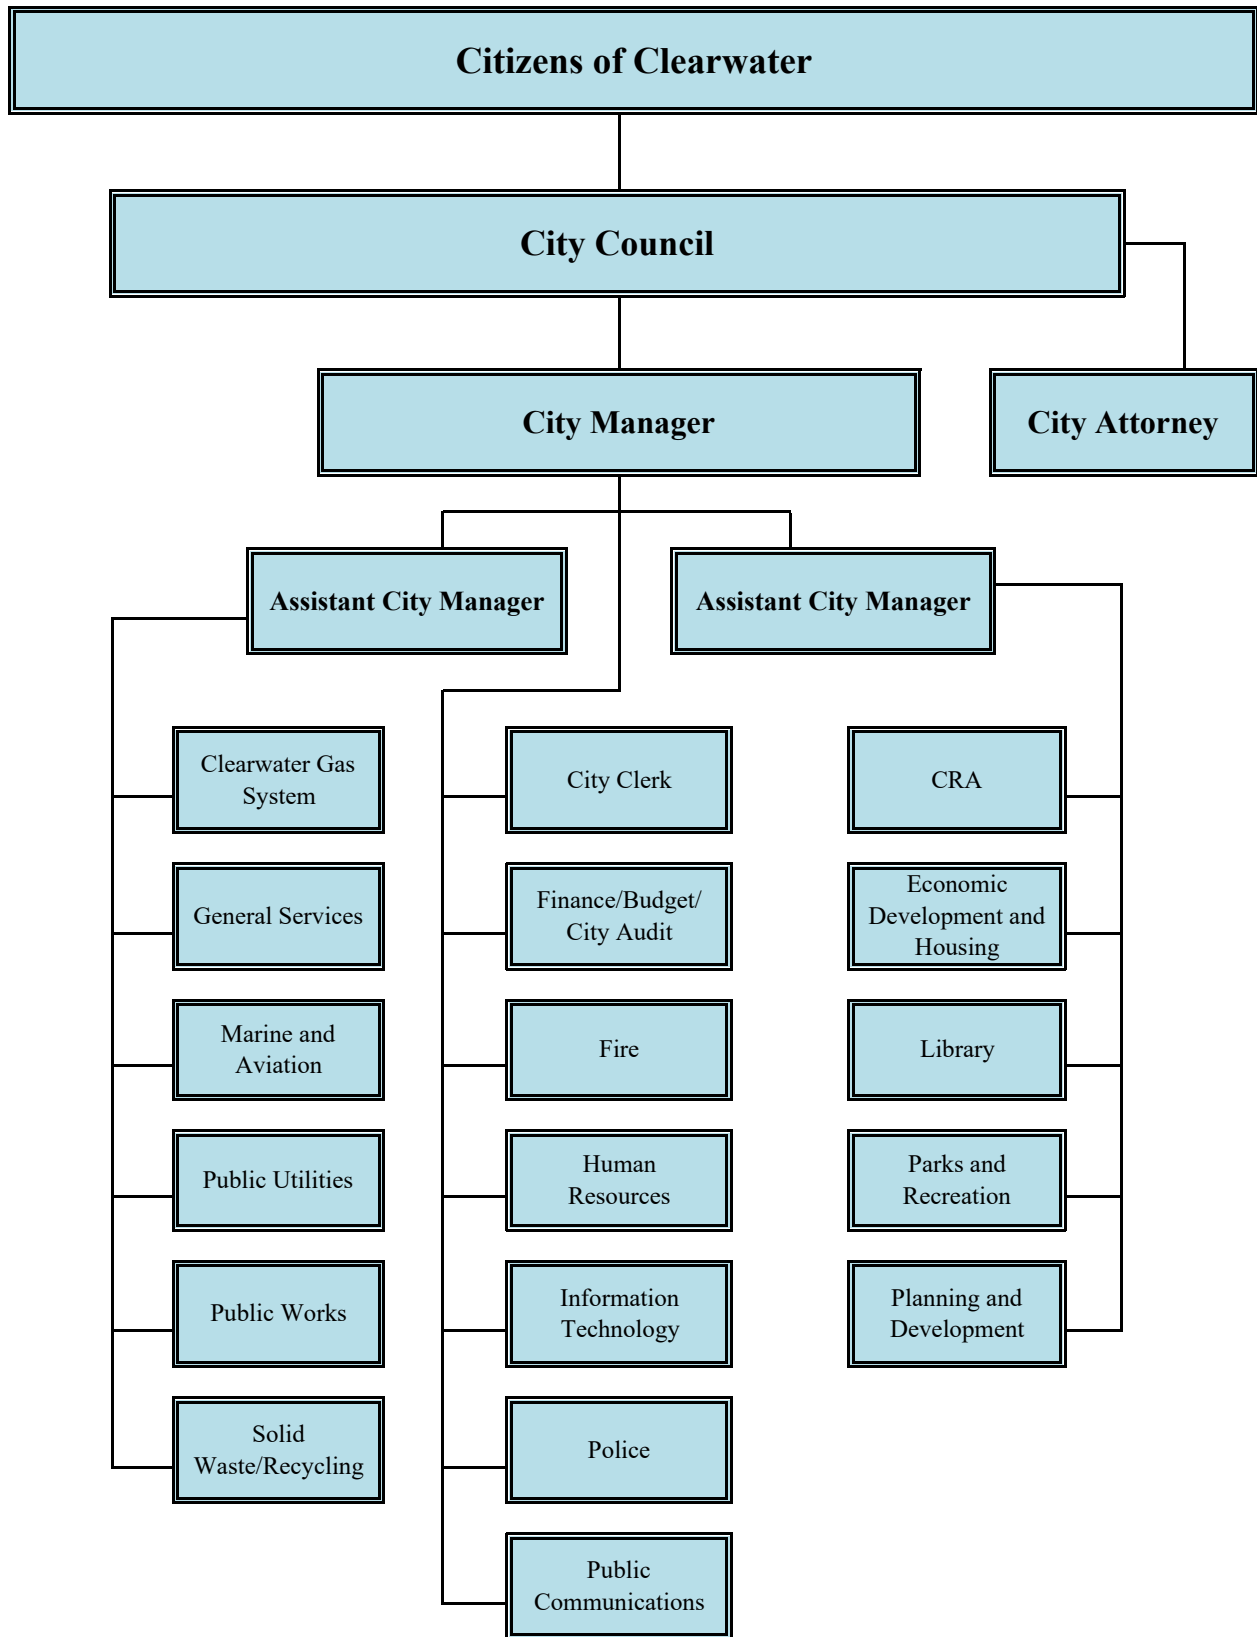 Citizens of Clearwater
City Council
City Manager
City Attorney
Assistant City Manager
Assistant City Manager
Clearwater Gas
System
City Clerk
CRA
General Services
Finance/Budget/
City Audit
Economic
Development and
Housing
Marine and
Aviation
Fire
Library
Public Utilities
Human
Resources
Parks and
Recreation
Public Works
Information
Technology
Planning and
Development
Solid
Waste/Recycling
Police
Public
Communications